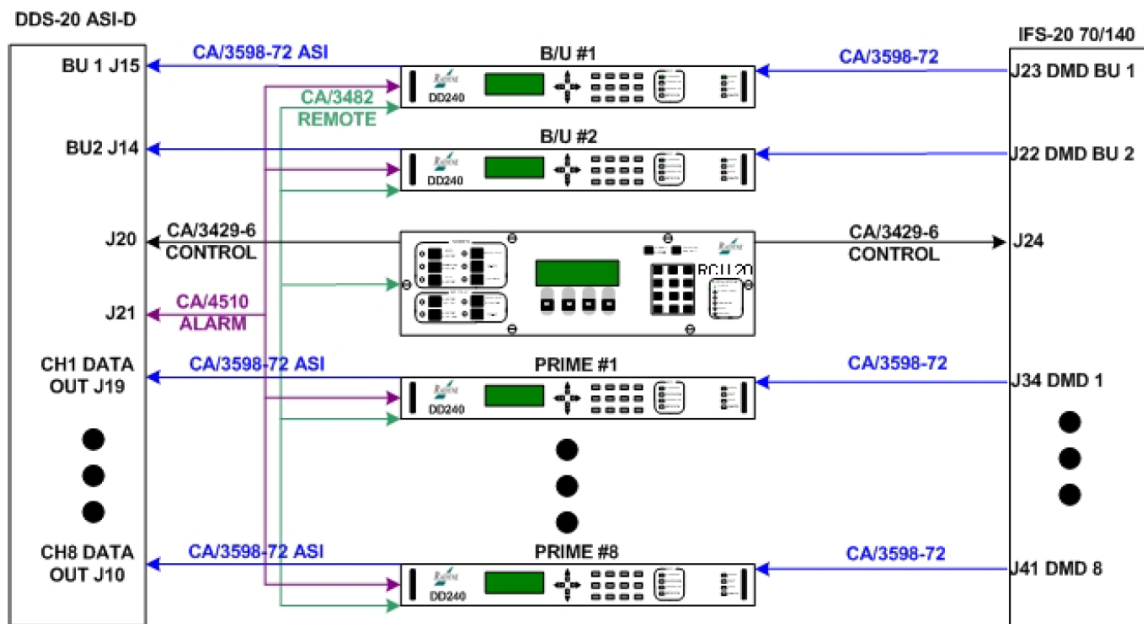 DDS-20 ASI-D
IFS-20 70/140
B/U #1
CA/3598-72 ASI
CA/3598-72
BU 1 J15
J23 DMD BU 1
DD240
CA/3482
REMOTE
B/U #2
BU2 J14
J22 DMD BU 2
DD240
J20
CA/3429-6
CONTROL
CA/3429-6
CONTROL
J24
RCU 20
J21
CA/4510
ALARM
CH1 DATA
OUT J19
CA/3598-72 ASI
PRIME #1
CA/3598-72
J34 DMD 1
DD240
CH8 DATA
OUT J10
CA/3598-72 ASI
PRIME #8
CA/3598-72
J41 DMD 8
DD240